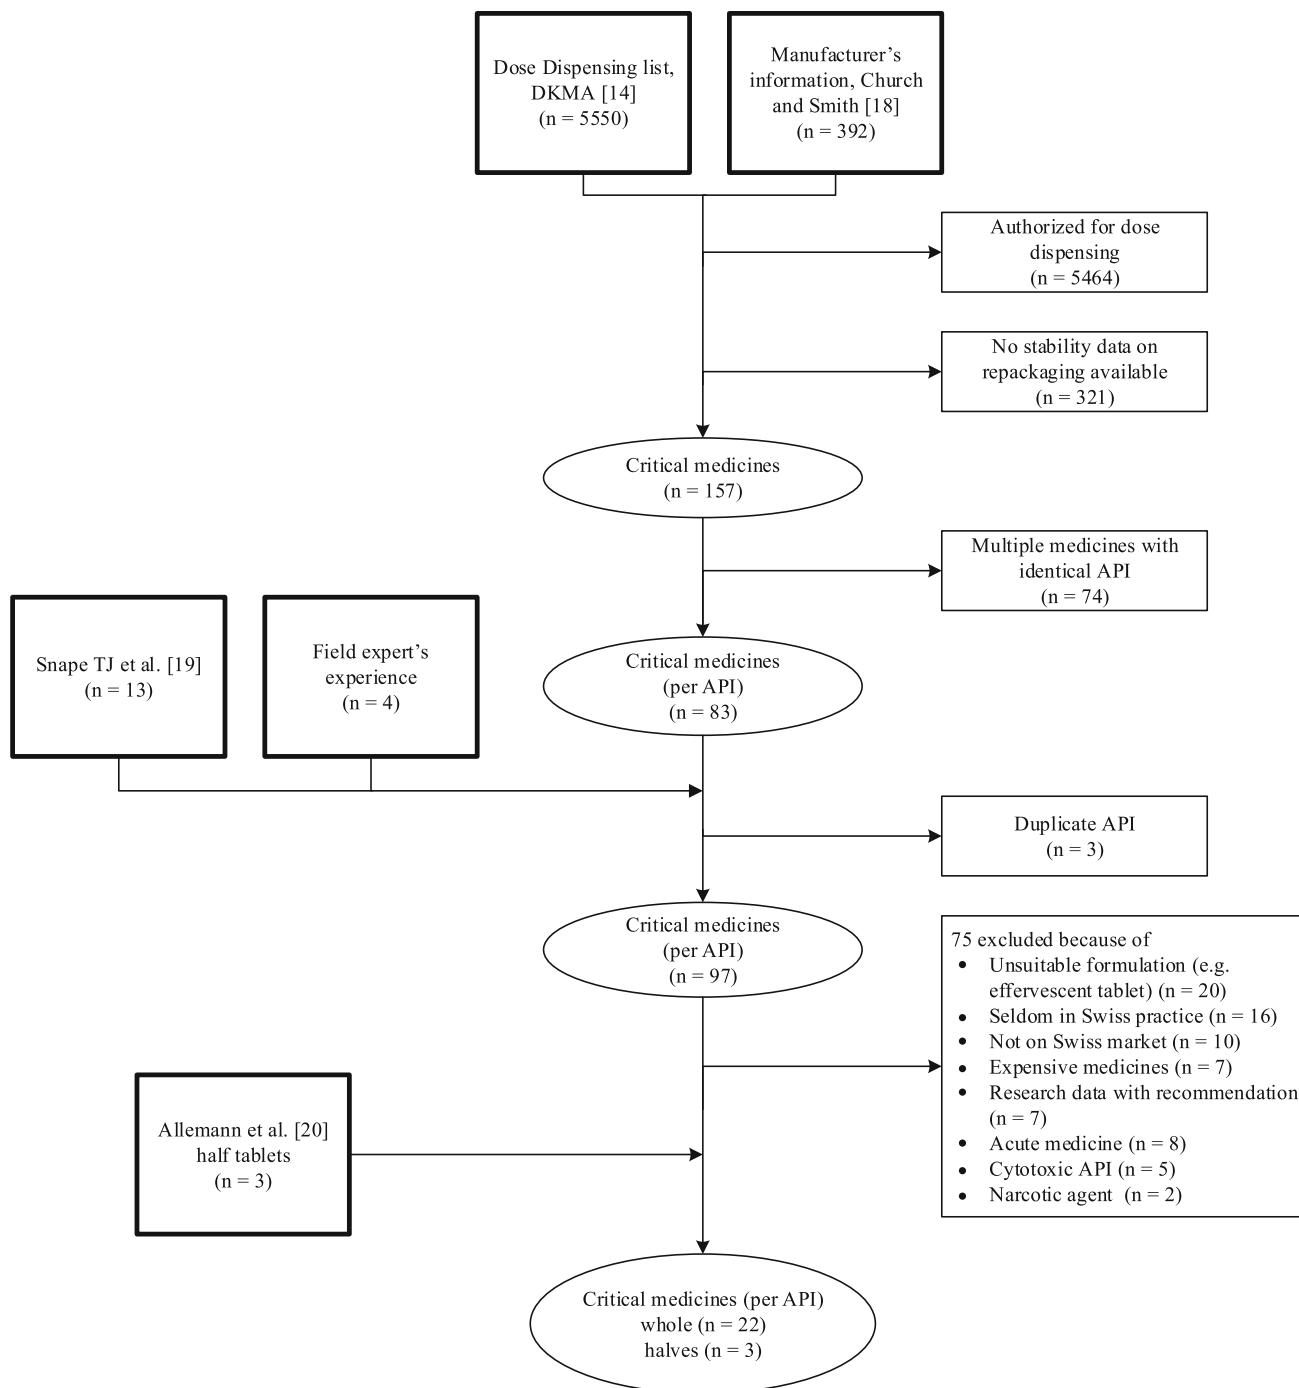 Dose Dispensing list,
DKMA [14]
(n = 5550)
Manufacturer’s
information, Church
and Smith [18]
(n = 392)
Authorized for dose
dispensing
(n = 5464)
No stability data on
repackaging available
(n = 321)
Critical medicines
(n = 157)
Multiple medicines with
identical API
(n = 74)
Snape TJ et al. [19]
(n = 13)
Field expert’s
experience
(n = 4)
Critical medicines
(per API)
(n = 83)
Duplicate API
(n = 3)
Critical medicines
(per API)
(n = 97)
75 excluded because of
• Unsuitable formulation (e.g.
effervescent tablet) (n = 20)
• Seldom in Swiss practice (n = 16)
• Not on Swiss market (n = 10)
• Expensive medicines (n = 7)
• Research data with recommendation
(n = 7)
• Acute medicine (n = 8)
• Cytotoxic API (n = 5)
• Narcotic agent (n = 2)
Allemann et al. [20]
half tablets
(n = 3)
Critical medicines (per API)
whole (n = 22)
halves (n = 3)